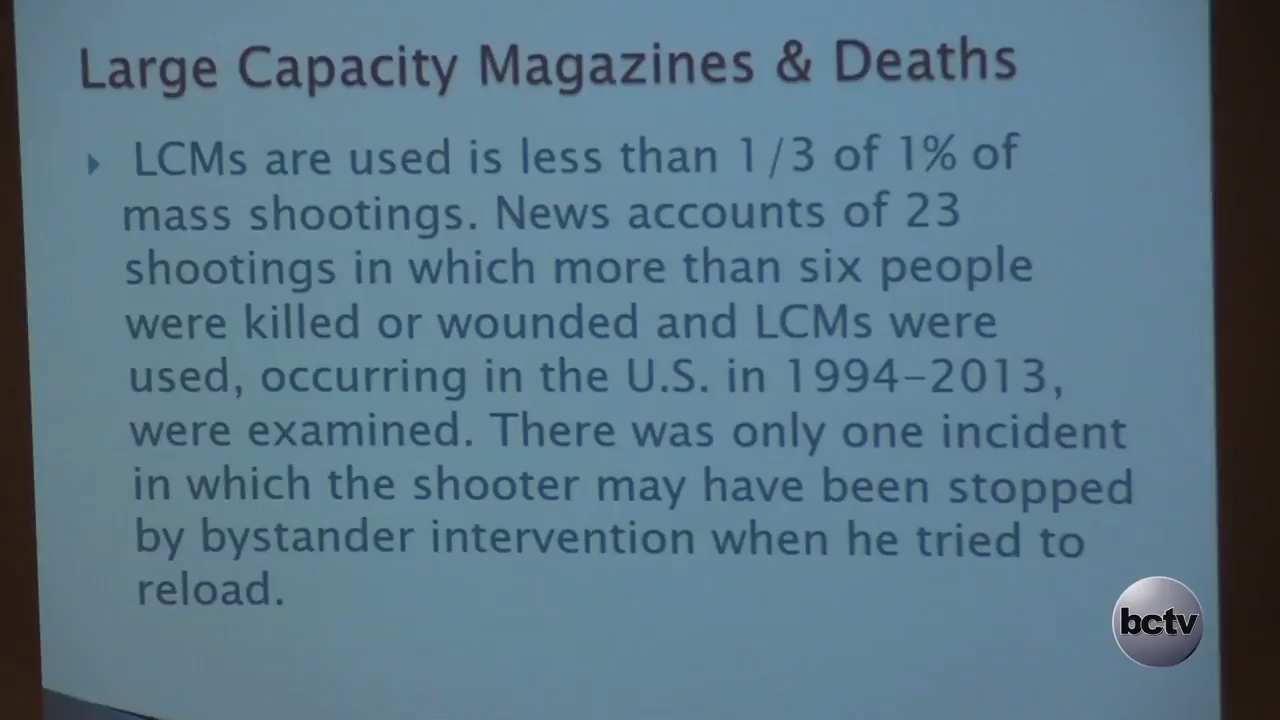 Large Capacity Magazines & Deaths
LCMs are used is less than 1/3 of 1% of
mass shootings. News accounts of 23
shootings in which more than six people
were killed or wounded and LCMs were
used, occurring in the U.S. in 1994-2013,
were examined. There was only one incident
in which the shooter may have been stopped
by bystander intervention when he tried to
reload.
bctv